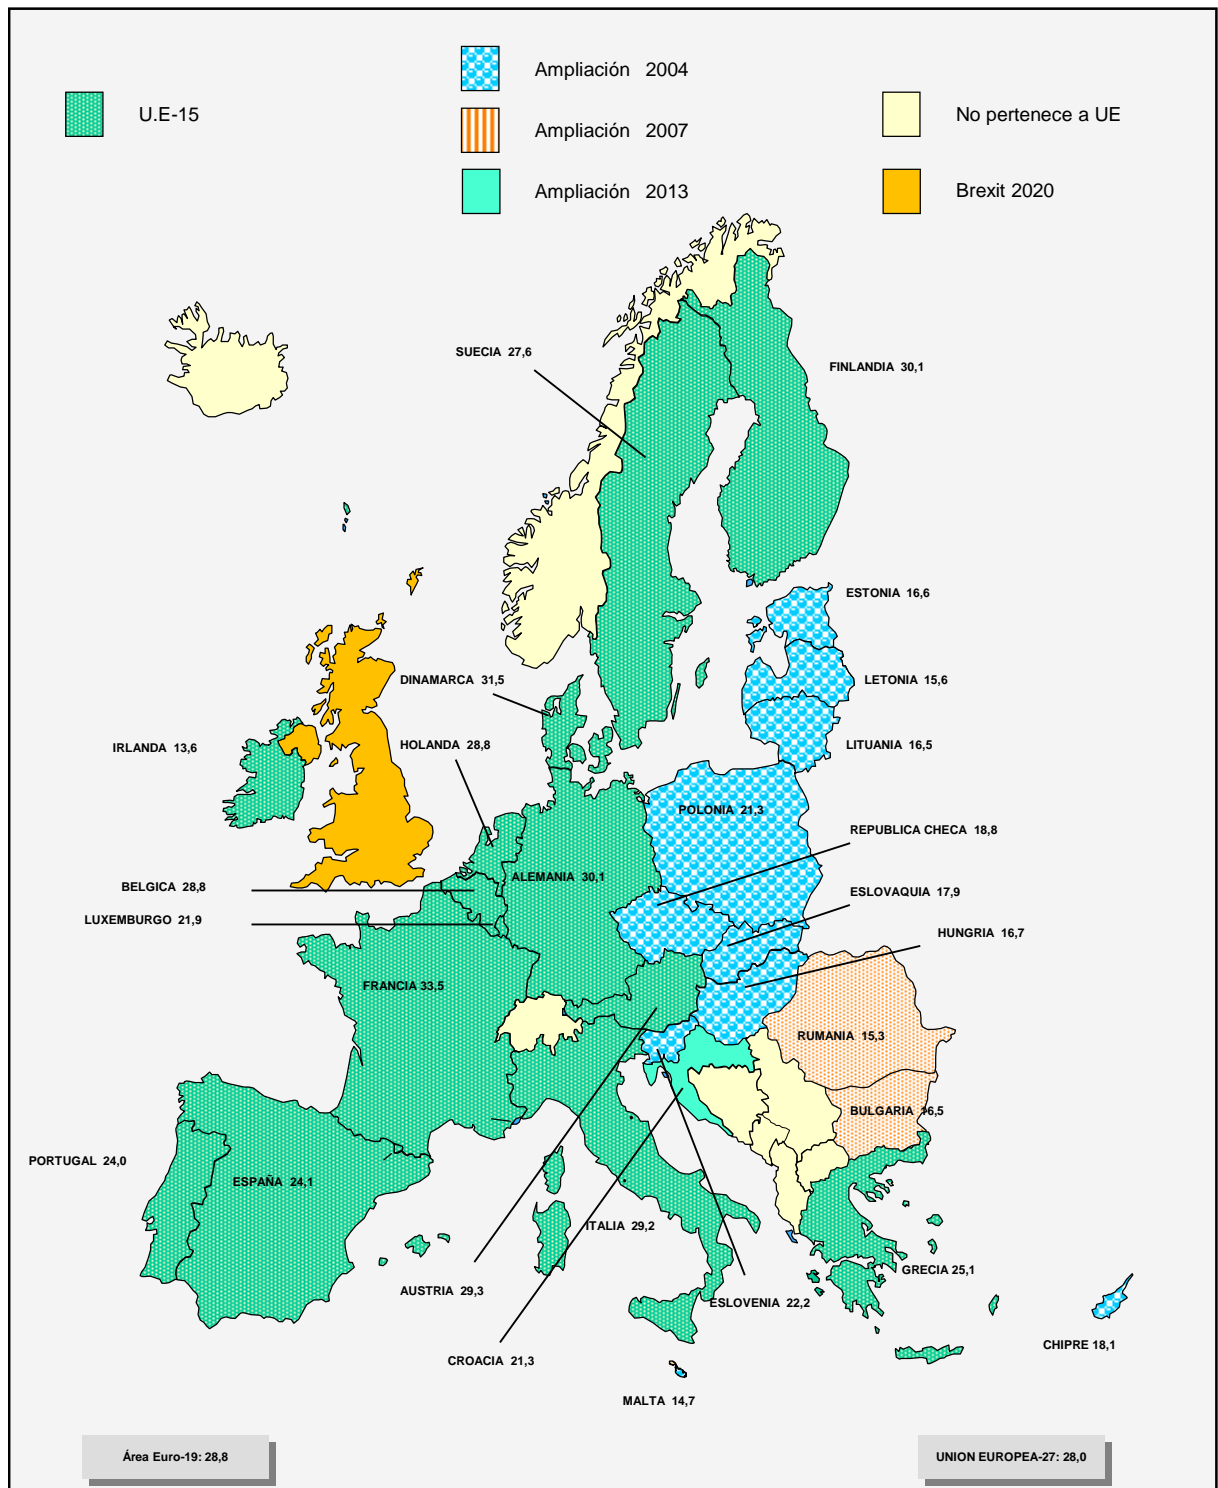 Ampliación 2004
U.E-15
No pertenece a UE
Ampliación 2007
Ampliación 2013
Brexit 2020
SUECIA 27,6
FINLANDIA 30,1
ESTONIA 16,6
DINAMARCA 31,5
LETONIA 15,6
IRLANDA 13,6
HOLANDA 28,8
LITUANIA 16,5
POLONIA 21,3
REPUBLICA CHECA 18,8
ALEMANIA 30,1
BELGICA 28,8
ESLOVAQUIA 17,9
LUXEMBURGO 21,9
HUNGRIA 16,7
FRANCIA 33,5
RUMANIA 15,3
BULGARIA 16,5
PORTUGAL 24,0
ESPAÑA 24,1
ITALIA 29,2
GRECIA 25,1
AUSTRIA 29,3
ESLOVENIA 22,2
CHIPRE 18,1
CROACIA 21,3
MALTA 14,7
Área Euro-19: 28,8
UNION EUROPEA-27: 28,0